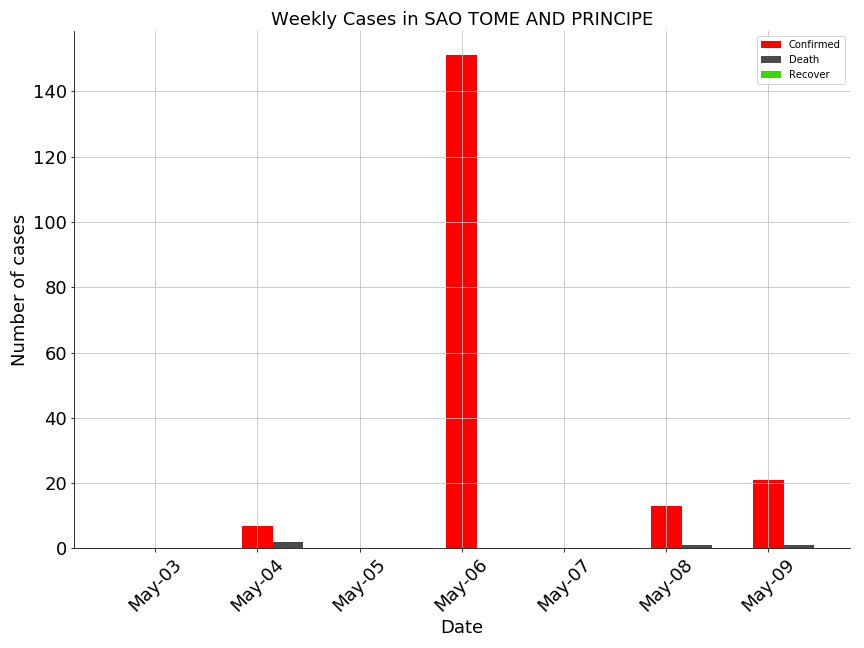 Weekly Cases in SAO TOME AND PRINCIPE
Confirmed
Death
Recover
Number of cases
140
120
100
80
60
40
20
0
May-03 May-04 May-05 May-06 May-07 May-08 May-09
Date